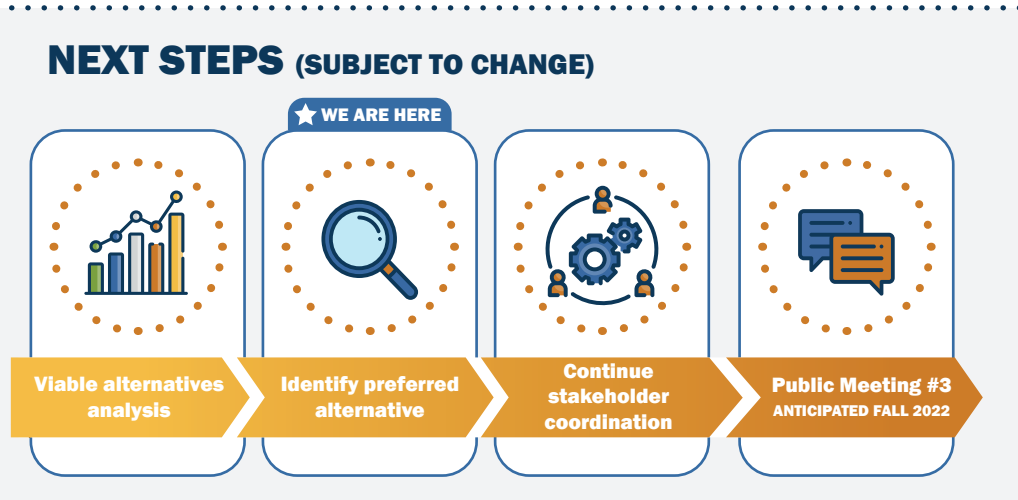 NEXT STEPS (SUBJECT TO CHANGE)
WE ARE HERE
Viable alternatives
analysis
Identify preferred
alternative
Continue
stakeholder
coordination
Public Meeting #3
ANTICIPATED FALL 2022